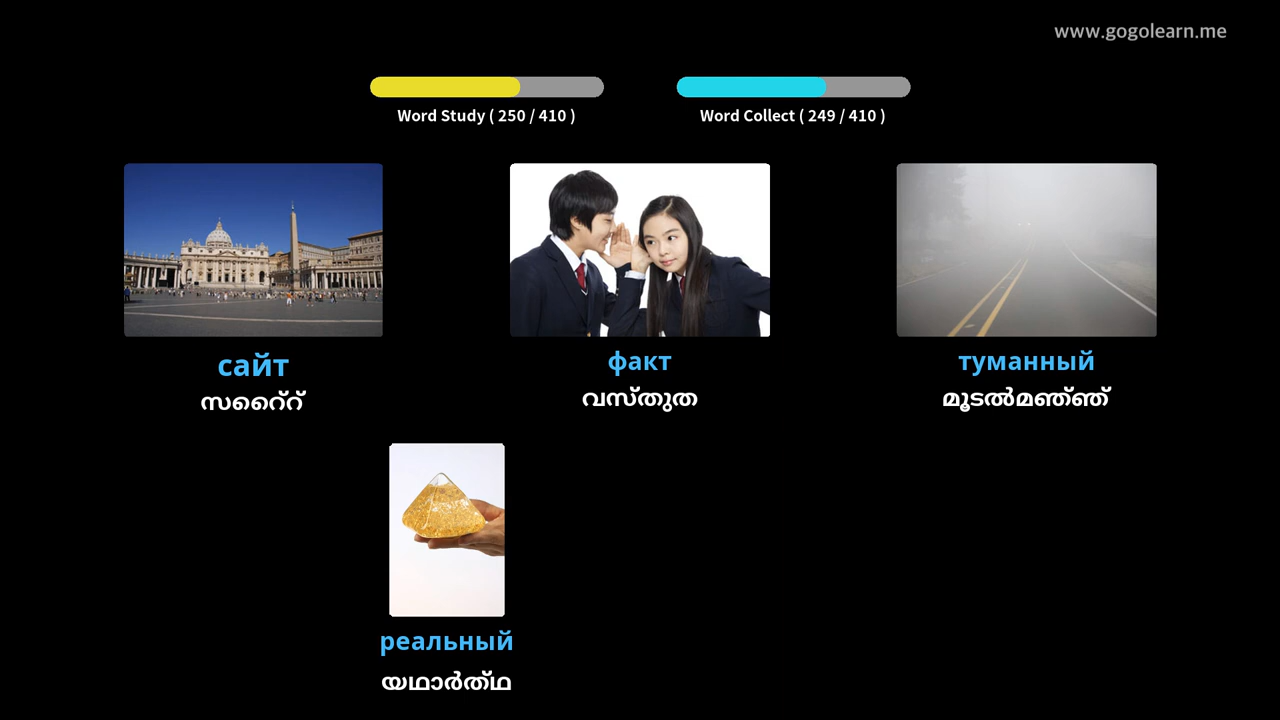 www.gogolearn.me
Word Study ( 250 / 410 )
Word Collect ( 249 / 410 )
сайт
സൈറ്റ്
факт
വസ്തുത
туманный
മൂടൽമഞ്ഞ്
реальный
യഥാർത്ഥ